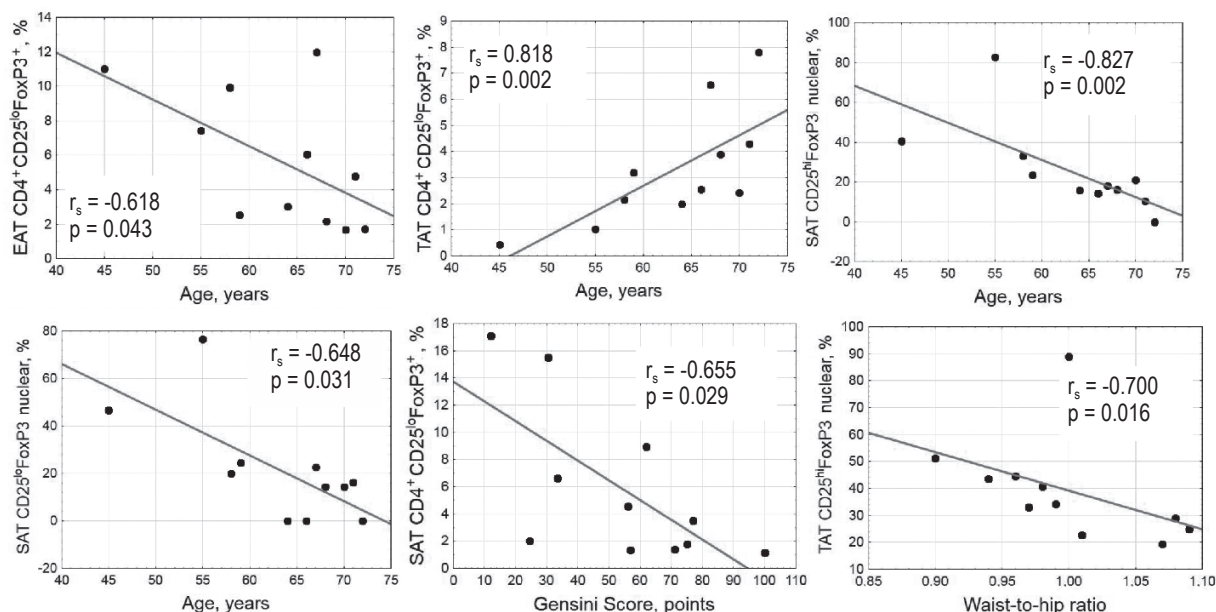 EAT CD4⁺CD25ˡᵒFoxP3⁺, %
14
12
10
8
6
4
2
0
rₛ = -0.618
p = 0.043
40 45 50 55 60 65 70 75
Age, years
TAT CD4⁺CD25ˡᵒFoxP3⁺, %
9
8
7
6
5
4
3
2
1
0
rₛ = 0.818
p = 0.002
40 45 50 55 60 65 70 75
Age, years
SAT CD25ʰⁱFoxP3 nuclear, %
100
80
60
40
20
0
-20
rₛ = -0.827
p = 0.002
40 45 50 55 60 65 70 75
Age, years
SAT CD25ˡᵒFoxP3 nuclear, %
80
60
40
20
0
-20
rₛ = -0.648
p = 0.031
40 45 50 55 60 65 70 75
Age, years
SAT CD4⁺CD25ˡᵒFoxP3⁺, %
18
16
14
12
10
8
6
4
2
0
rₛ = -0.655
p = 0.029
0 10 20 30 40 50 60 70 80 90 100 110
Gensini Score, points
TAT CD25ʰⁱFoxP3 nuclear, %
100
90
80
70
60
50
40
30
20
10
rₛ = -0.700
p = 0.016
0.85 0.90 0.95 1.00 1.05 1.10
Waist-to-hip ratio